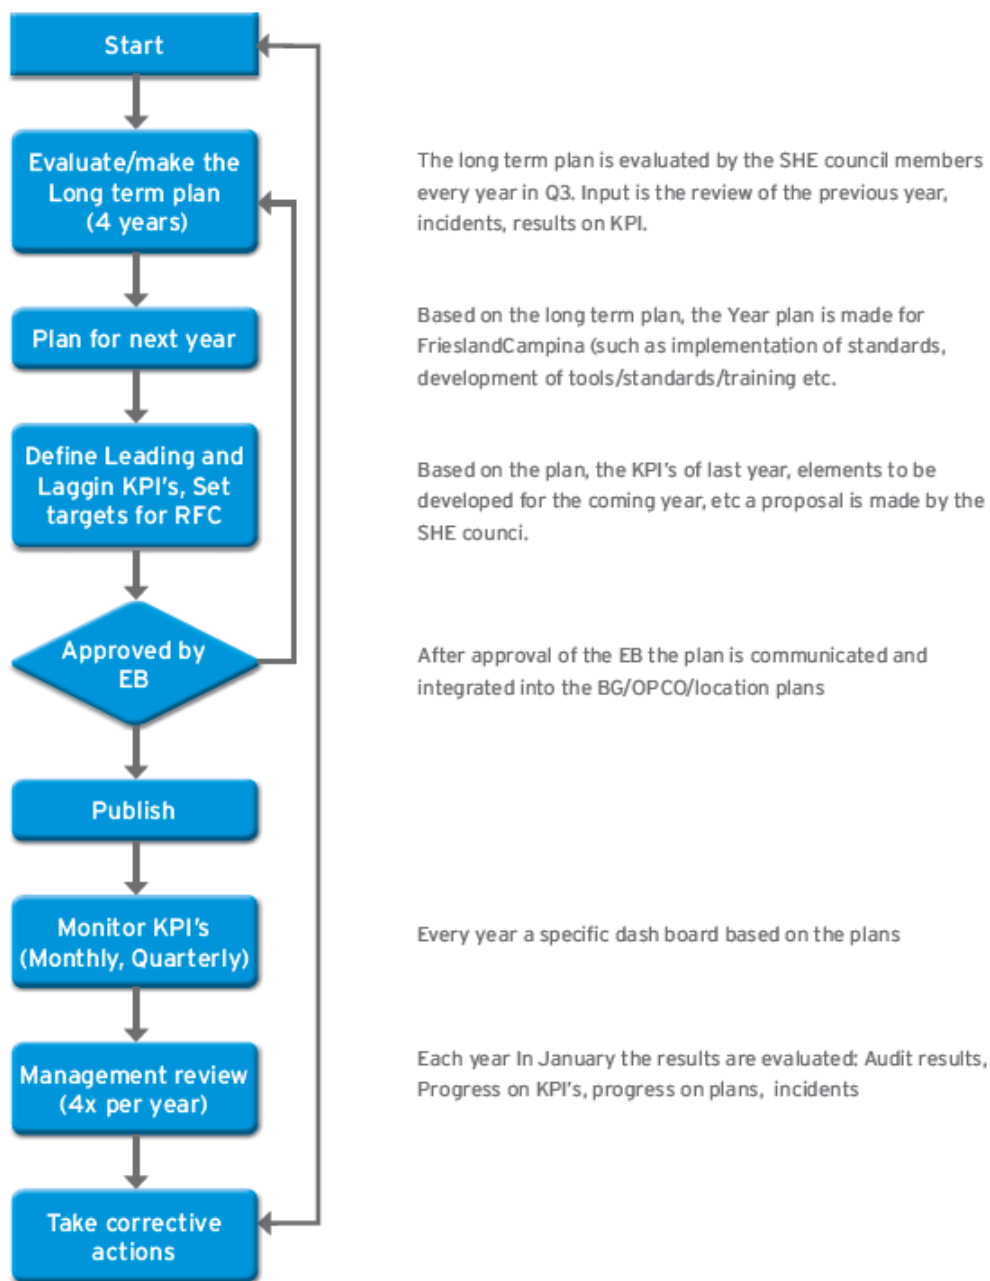 Start
Evaluate/make the
Long term plan
(4 years)
The long term plan is evaluated by the SHE council members
every year in Q3. Input is the review of the previous year,
incidents, results on KPI.
Plan for next year
Based on the long term plan, the Year plan is made for
FrieslandCampina (such as implementation of standards,
development of tools/standards/training etc.
Define Leading and
Laggin KPI's, Set
targets for RFC
Based on the plan, the KPI's of last year, elements to be
developed for the coming year, etc a proposal is made by the
SHE counci.
Approved by
EB
After approval of the EB the plan is communicated and
integrated into the BG/OPCO/location plans
Publish
Monitor KPI's
(Monthly, Quarterly)
Every year a specific dash board based on the plans
Management review
(4x per year)
Each year In January the results are evaluated: Audit results,
Progress on KPI's, progress on plans, incidents
Take corrective
actions